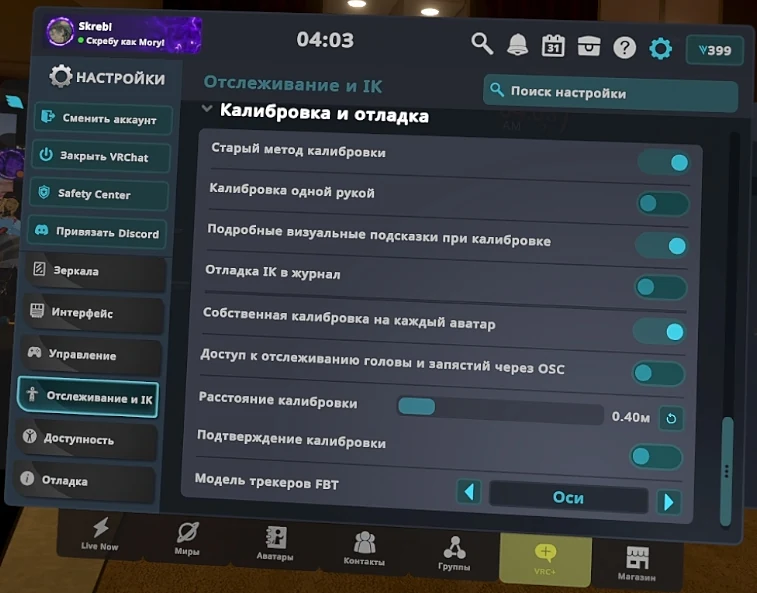 Skrebl
Скребу как Могу!
04:03
31
?
399
НАСТРОЙКИ
Отслеживание и IK
Поиск настройки
Сменить аккаунт
Закрыть VRChat
Safety Center
Привязать Discord
Зеркала
Интерфейс
Управление
Отслеживание и IK
Доступность
Отладка
Калибровка и отладка
Старый метод калибровки
Калибровка одной рукой
Подробные визуальные подсказки при калибровке
Отладка IK в журнал
Собственная калибровка на каждый аватар
Доступ к отслеживанию головы и запястий через OSC
Расстояние калибровки
0.40м
Подтверждение калибровки
Модель трекеров FBT
Оси
Live Now
Миры
Аватары
Контакты
Группы
VRC+
Магазин